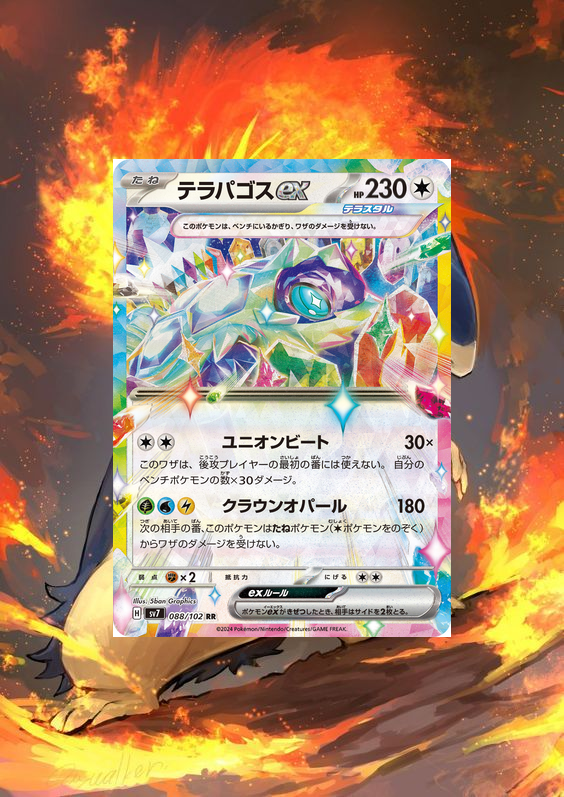 たね テラパゴスex HP230
テラスタル
このポケモンは、ベンチにいるかぎり、ワザのダメージを受けない。
ユニオンビート 30×
このワザは、後攻プレイヤーの最初の番には使えない。自分の
ベンチポケモンの数×30ダメージ。
クラウンオパール 180
次の相手の番、このポケモンはたねポケモン(をのぞく)
からワザのダメージを受けない。
弱点 ×2 抵抗力 にげる
exルール
ポケモンexがきぜつしたとき、相手はサイドを2枚とる。
Illus. 5ban Graphics
H sv7 088/102 RR
©2024 Pokémon/Nintendo/Creatures/GAME FREAK.